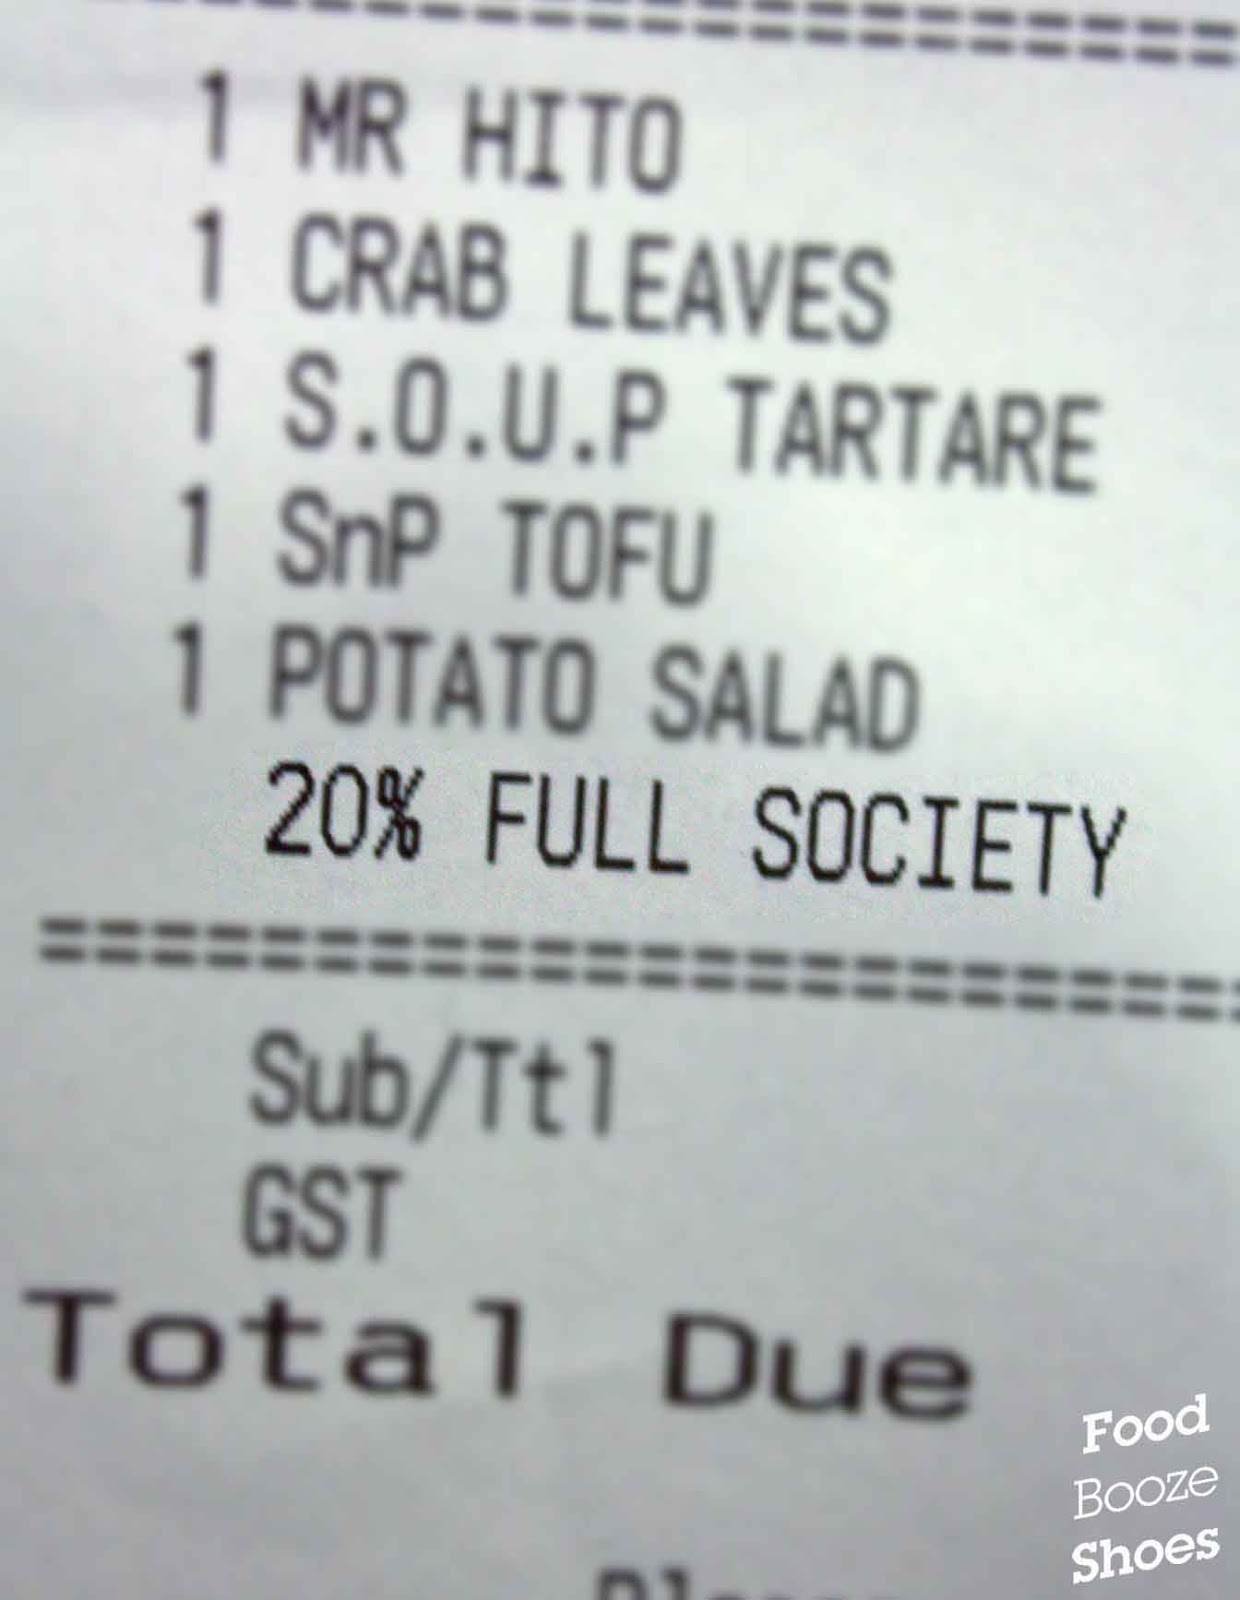 1 MR HITO
1 CRAB LEAVES
1 S.O.U.P TARTARE
1 SnP TOFU
1 POTATO SALAD
20% FULL SOCIETY
Sub/Ttl
GST
Total Due
Food
Booze
Shoes